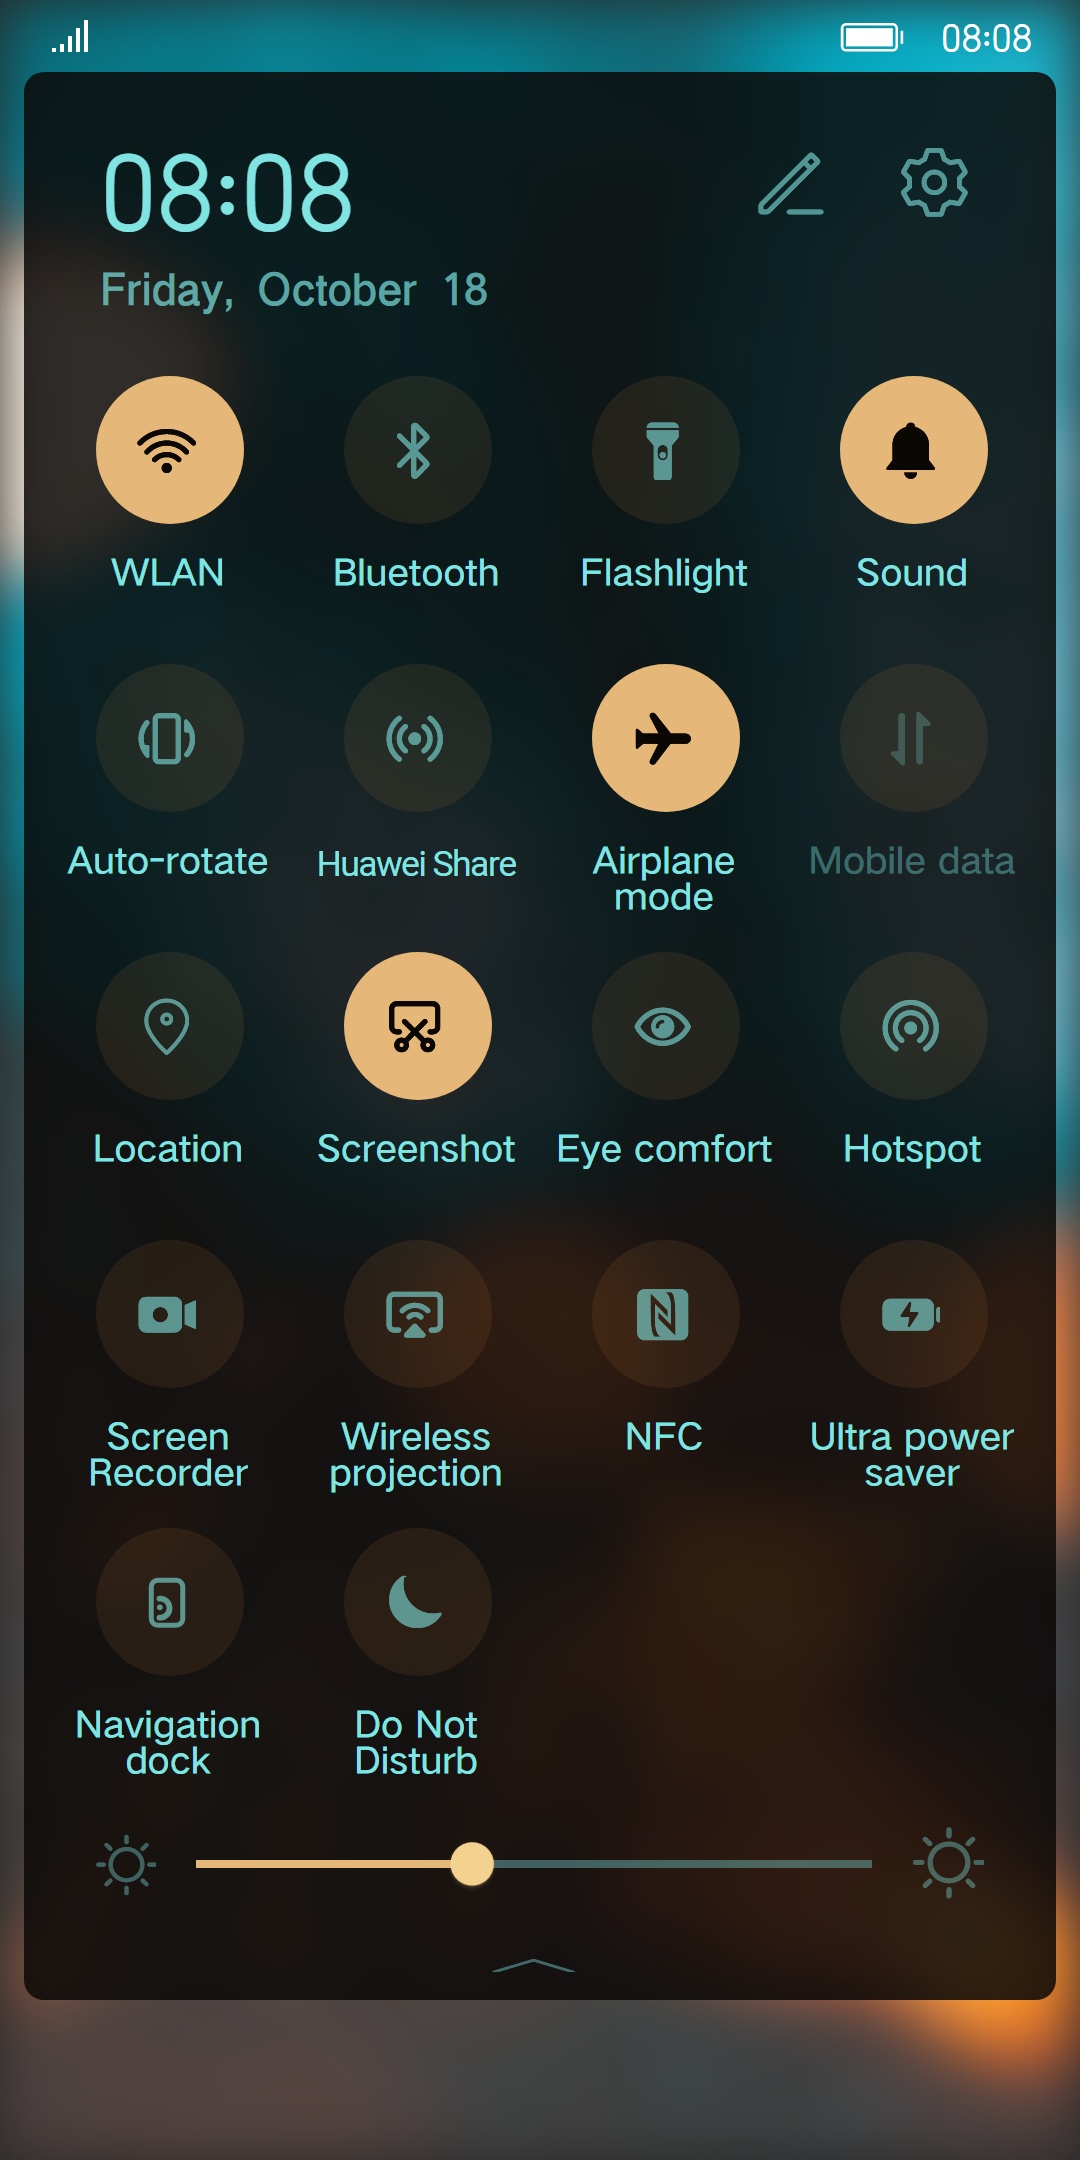 08:08
08:08
Friday, October 18
WLAN
Bluetooth
Flashlight
Sound
Auto-rotate
Huawei Share
Airplane
mode
Mobile data
Location
Screenshot
Eye comfort
Hotspot
Screen
Recorder
Wireless
projection
NFC
Ultra power
saver
Navigation
dock
Do Not
Disturb